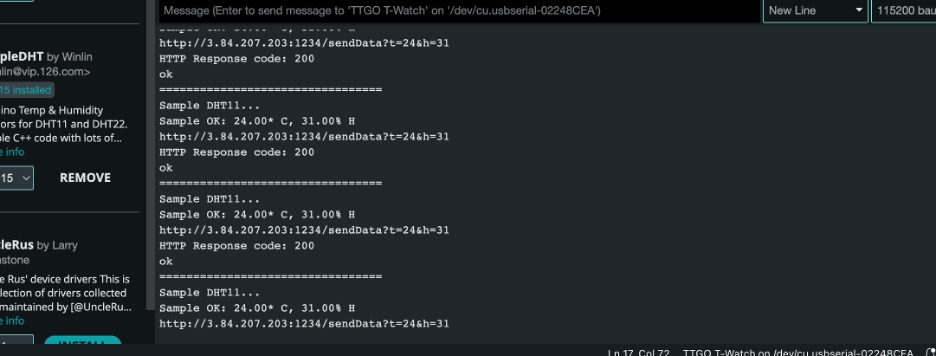 Message (Enter to send message to 'TTGO T-Watch' on '/dev/cu.usbserial-02248CEA')
New Line
115200 bau
pleDHT by Winlin
lin@vip.126.com>
15 installed
ino Temp & Humidity
ors for DHT11 and DHT22.
ole C++ code with lots of...
e info
15
REMOVE
leRus by Larry
nstone
e Rus' device drivers This is
lection of drivers collected
maintained by [@UncleRu...
e info
http://3.84.207.203:1234/sendData?t=24&h=31
HTTP Response code: 200
ok
==================================
Sample DHT11...
Sample OK: 24.00* C, 31.00% H
http://3.84.207.203:1234/sendData?t=24&h=31
HTTP Response code: 200
ok
==================================
Sample DHT11...
Sample OK: 24.00* C, 31.00% H
http://3.84.207.203:1234/sendData?t=24&h=31
HTTP Response code: 200
ok
==================================
Sample DHT11...
Sample OK: 24.00* C, 31.00% H
http://3.84.207.203:1234/sendData?t=24&h=31
Ln 17, Col 72 TTGO T-Watch on /dev/cu.usbserial-02248CEA